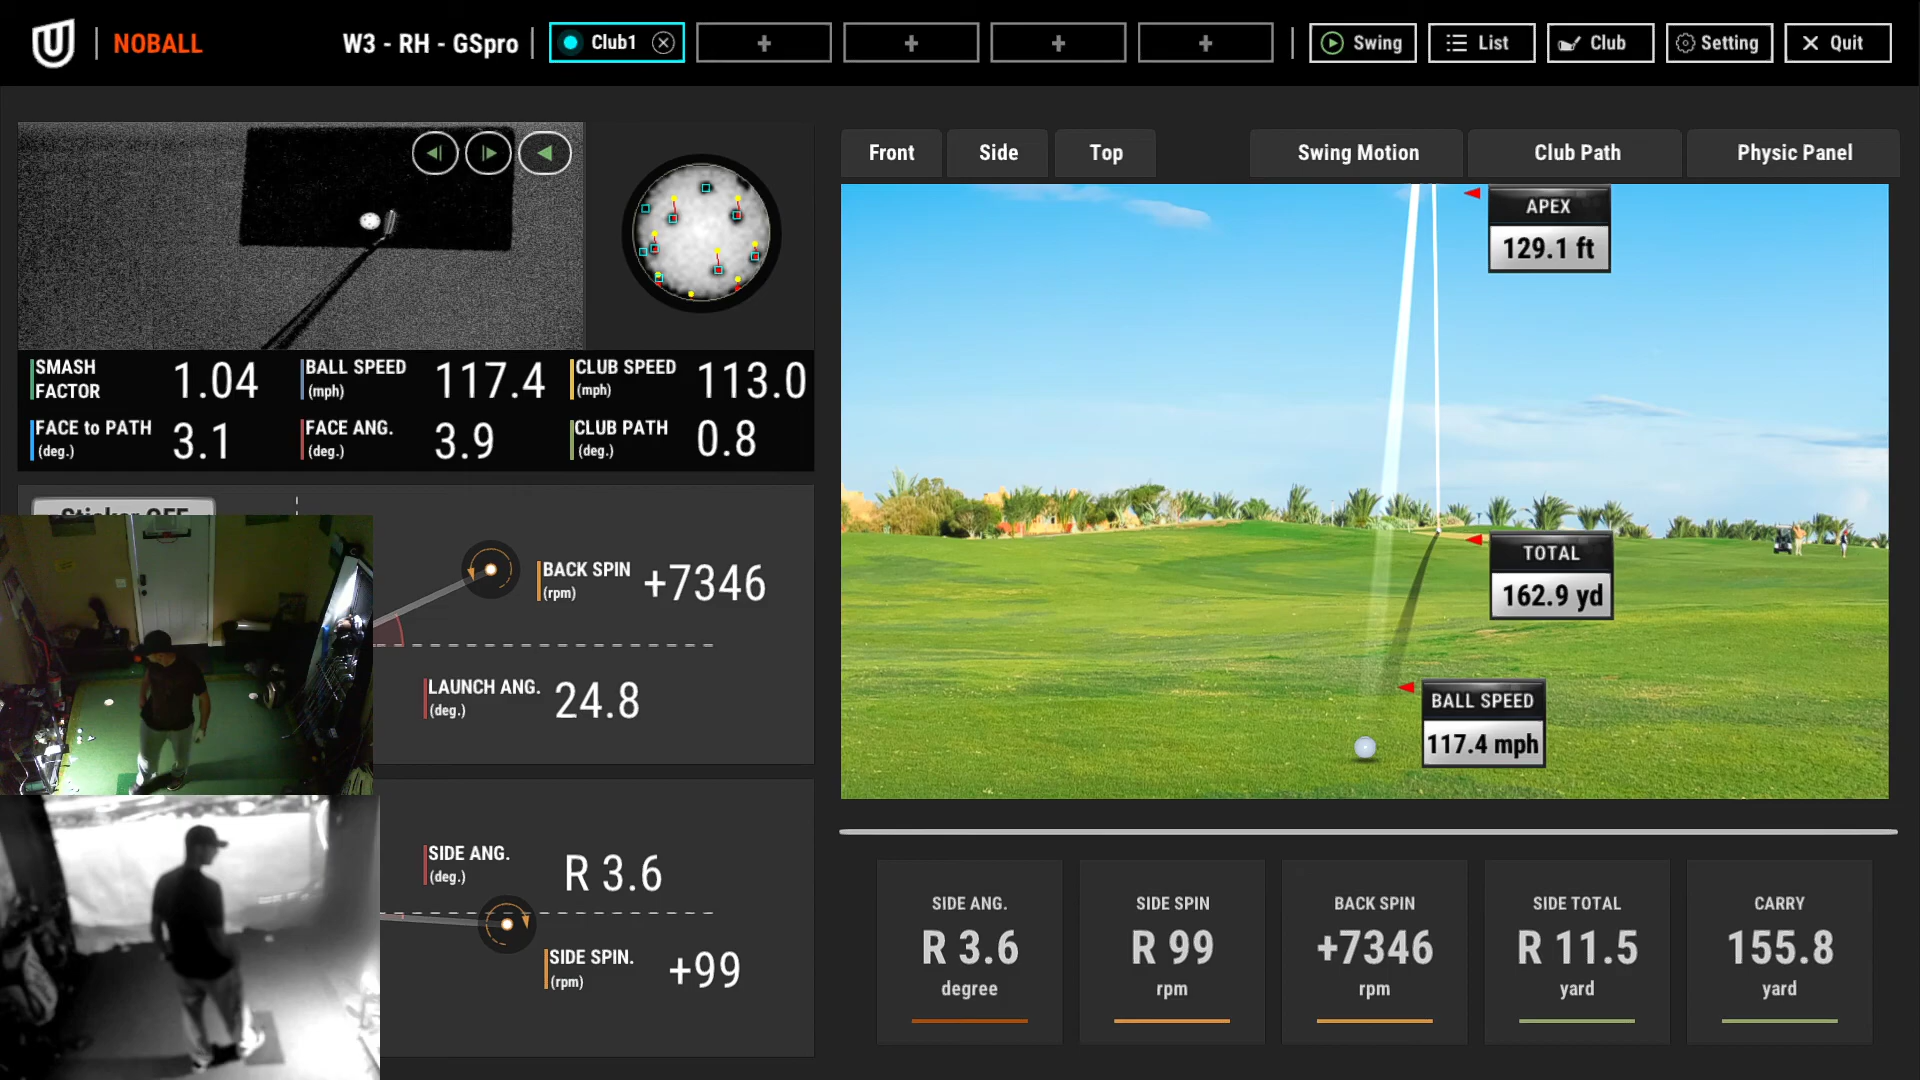 U NOBALL W3 - RH - GSpro Club1 + + + + Swing List Club Setting Quit
Front Side Top Swing Motion Club Path Physic Panel
SMASH FACTOR 1.04
BALL SPEED (mph) 117.4
CLUB SPEED (mph) 113.0
FACE to PATH (deg.) 3.1
FACE ANG. (deg.) 3.9
CLUB PATH (deg.) 0.8
Sticker OFF
BACK SPIN (rpm) +7346
LAUNCH ANG. (deg.) 24.8
SIDE ANG. (deg.) R 3.6
SIDE SPIN. (rpm) +99
APEX
129.1 ft
TOTAL
162.9 yd
BALL SPEED
117.4 mph
SIDE ANG.
R 3.6
degree
SIDE SPIN
R 99
rpm
BACK SPIN
+7346
rpm
SIDE TOTAL
R 11.5
yard
CARRY
155.8
yard